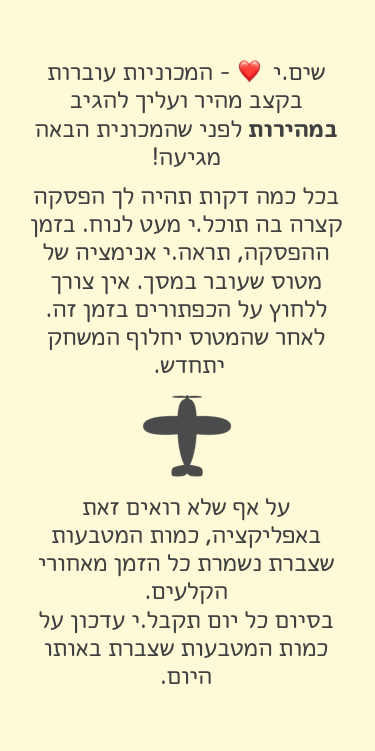 שים.י ❤️ - המכוניות עוברות
בקצב מהיר ועליך להגיב
במהירות לפני שהמכונית הבאה
מגיעה!
בכל כמה דקות תהיה לך הפסקה
קצרה בה תוכל.י מעט לנוח. בזמן
ההפסקה, תראה.י אנימציה של
מטוס שעובר במסך. אין צורך
ללחוץ על הכפתורים בזמן זה.
לאחר שהמטוס יחלוף המשחק
יתחדש.
על אף שלא רואים זאת
באפליקציה, כמות המטבעות
שצברת נשמרת כל הזמן מאחורי
הקלעים.
בסיום כל יום תקבל.י עדכון על
כמות המטבעות שצברת באותו
היום.